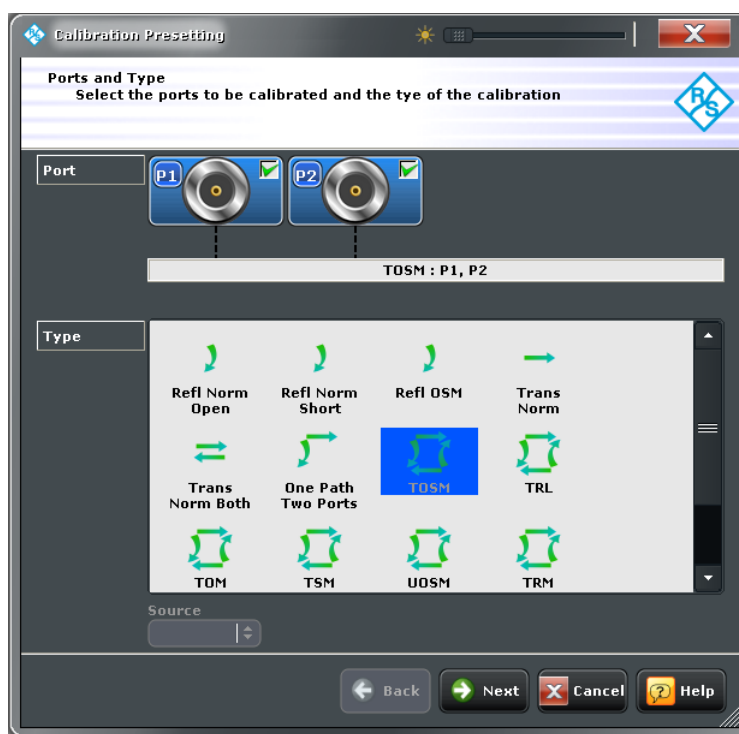 Calibration Presetting
Ports and Type
Select the ports to be calibrated and the tye of the calibration
R&S
Port
P1
P2
TOSM : P1, P2
Type
Refl Norm Open
Refl Norm Short
Refl OSM
Trans Norm
Trans Norm Both
One Path Two Ports
TOSM
TRL
TOM
TSM
UOSM
TRM
Source
Back
Next
Cancel
Help